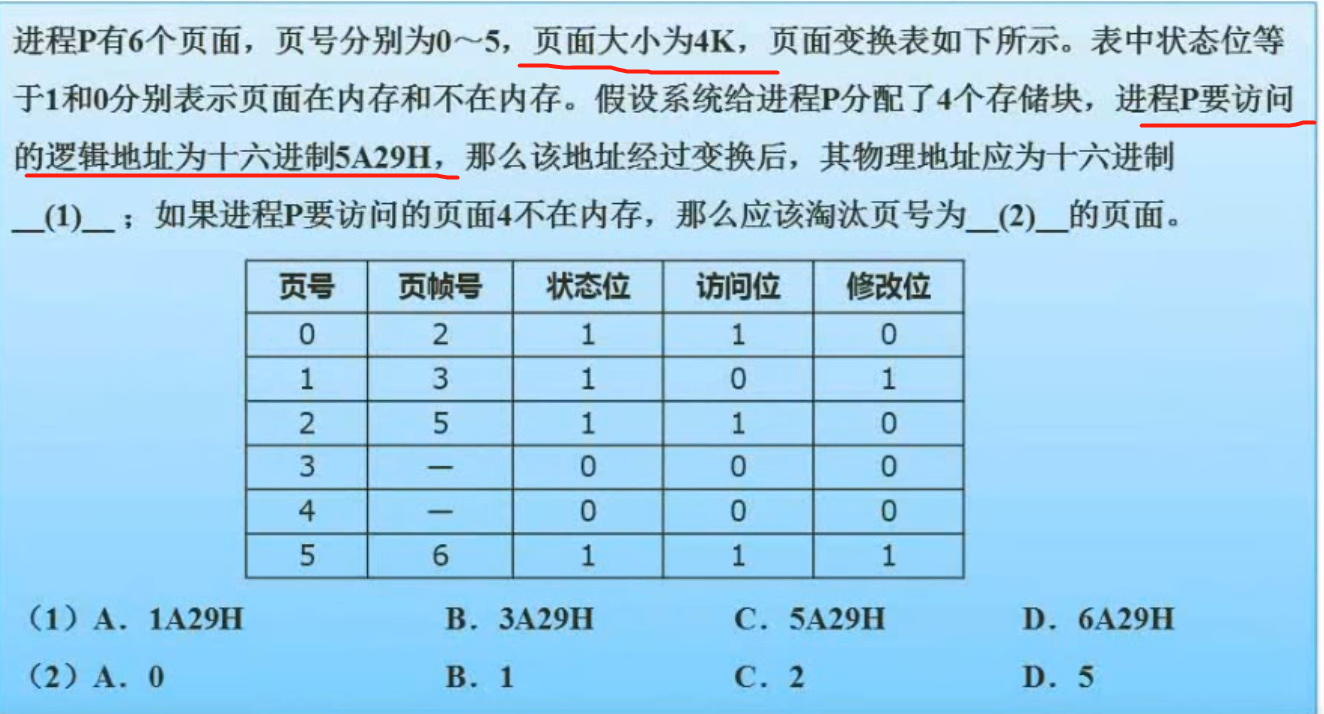 进程P有6个页面，页号分别为0～5，页面大小为4K，页面变换表如下所示。表中状态位等
于1和0分别表示页面在内存和不在内存。假设系统给进程P分配了4个存储块，进程P要访问
的逻辑地址为十六进制5A29H，那么该地址经过变换后，其物理地址应为十六进制
__(1)__；如果进程P要访问的页面4不在内存，那么应该淘汰页号为__(2)__的页面。
页号 页帧号 状态位 访问位 修改位
0 2 1 1 0
1 3 1 0 1
2 5 1 1 0
3 — 0 0 0
4 — 0 0 0
5 6 1 1 1
（1）A．1A29H B．3A29H C．5A29H D．6A29H
（2）A．0 B．1 C．2 D．5